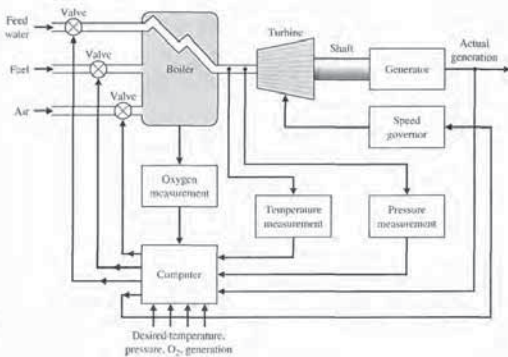 Feed
water
Valve
Fuel
Valve
Air
Valve
Boiler
Turbine
Shaft
Generator
Actual
generation
Speed
governor
Oxygen
measurement
Temperature
measurement
Pressure
measurement
Computer
Desired temperature,
pressure, O2, generation